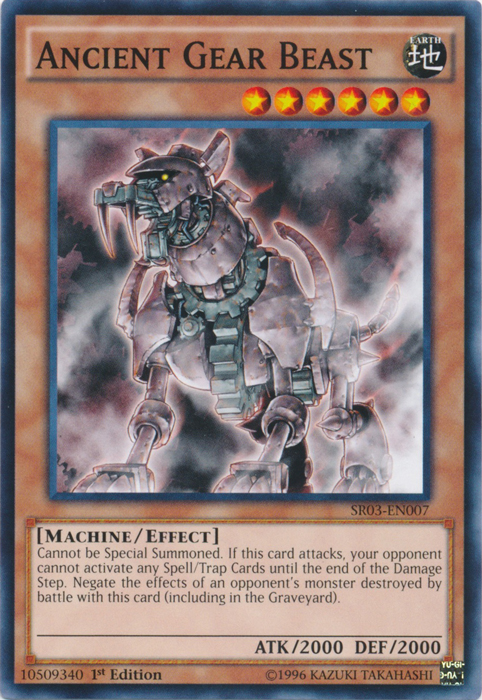 ANCIENT GEAR BEAST
EARTH
地
SR03-EN007
[MACHINE/EFFECT]
Cannot be Special Summoned. If this card attacks, your opponent
cannot activate any Spell/Trap Cards until the end of the Damage
Step. Negate the effects of an opponent's monster destroyed by
battle with this card (including in the Graveyard).
ATK/2000 DEF/2000
10509340 1st Edition
©1996 KAZUKI TAKAHASHI